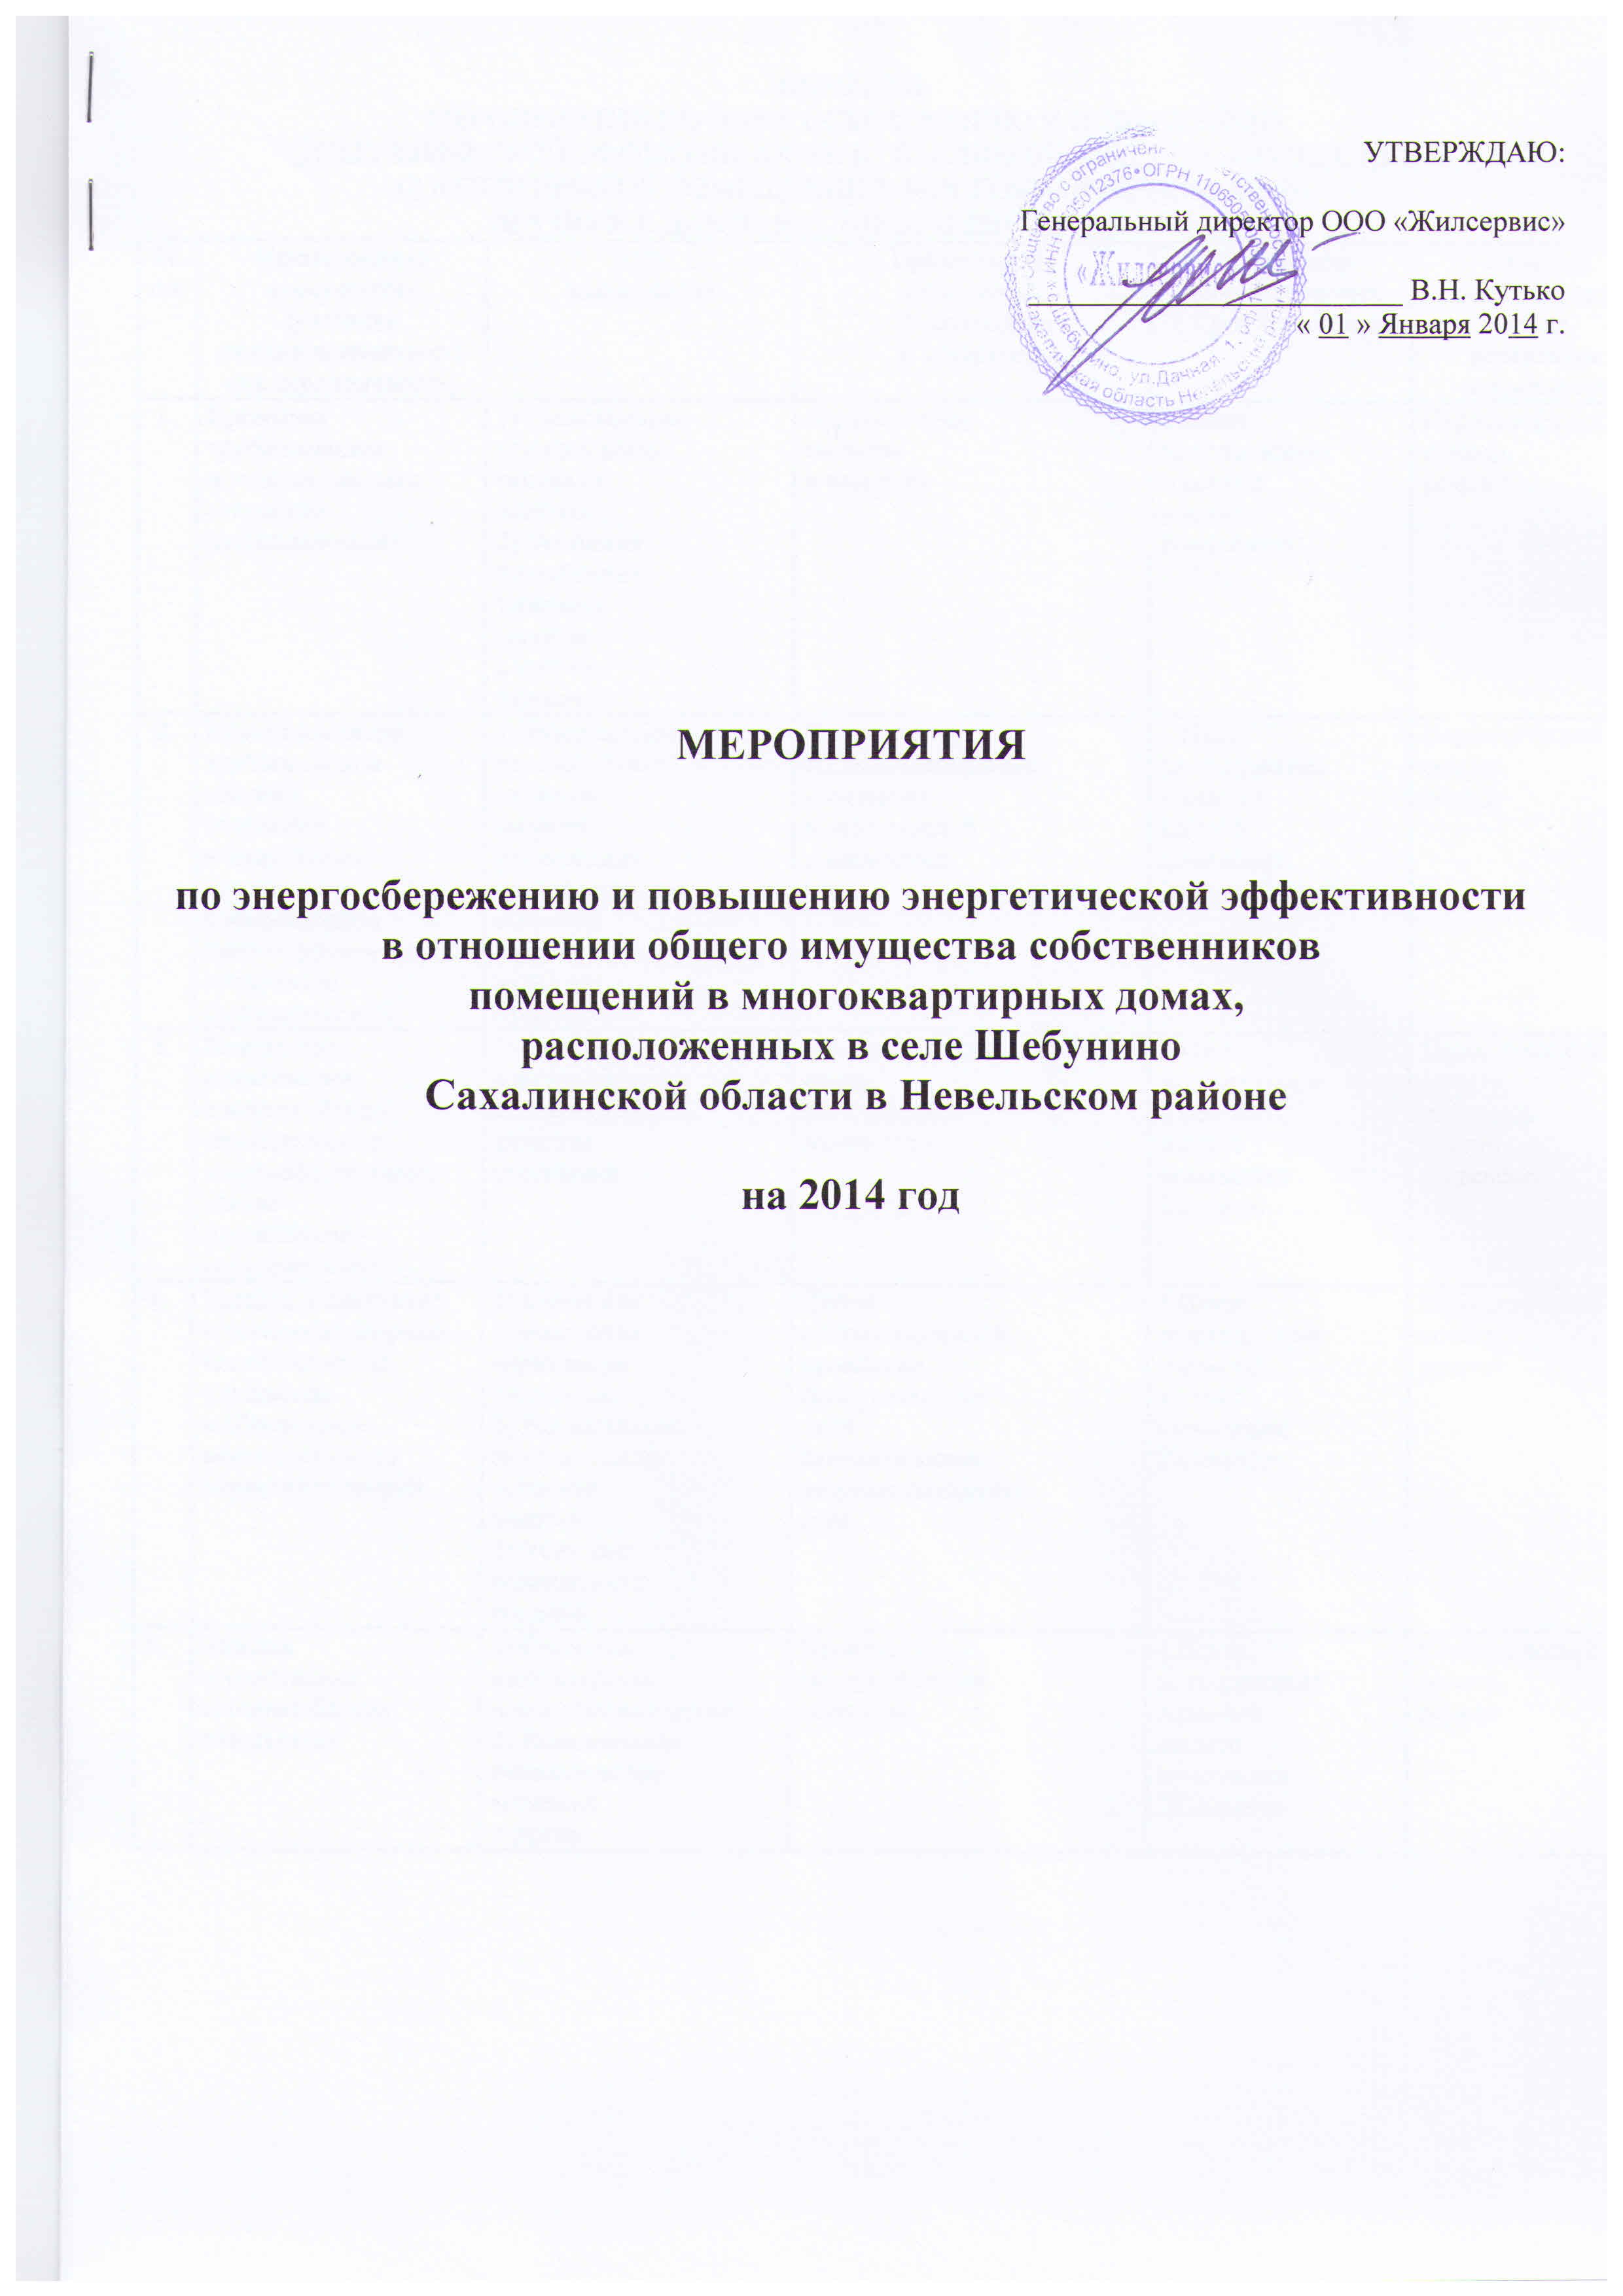 УТВЕРЖДАЮ:
Генеральный директор ООО «Жилсервис»
В.Н. Кутько
« 01 » Января 2014 г.
«Жилсервис»
МЕРОПРИЯТИЯ
по энергосбережению и повышению энергетической эффективности
в отношении общего имущества собственников
помещений в многоквартирных домах,
расположенных в селе Шебунино
Сахалинской области в Невельском районе
на 2014 год